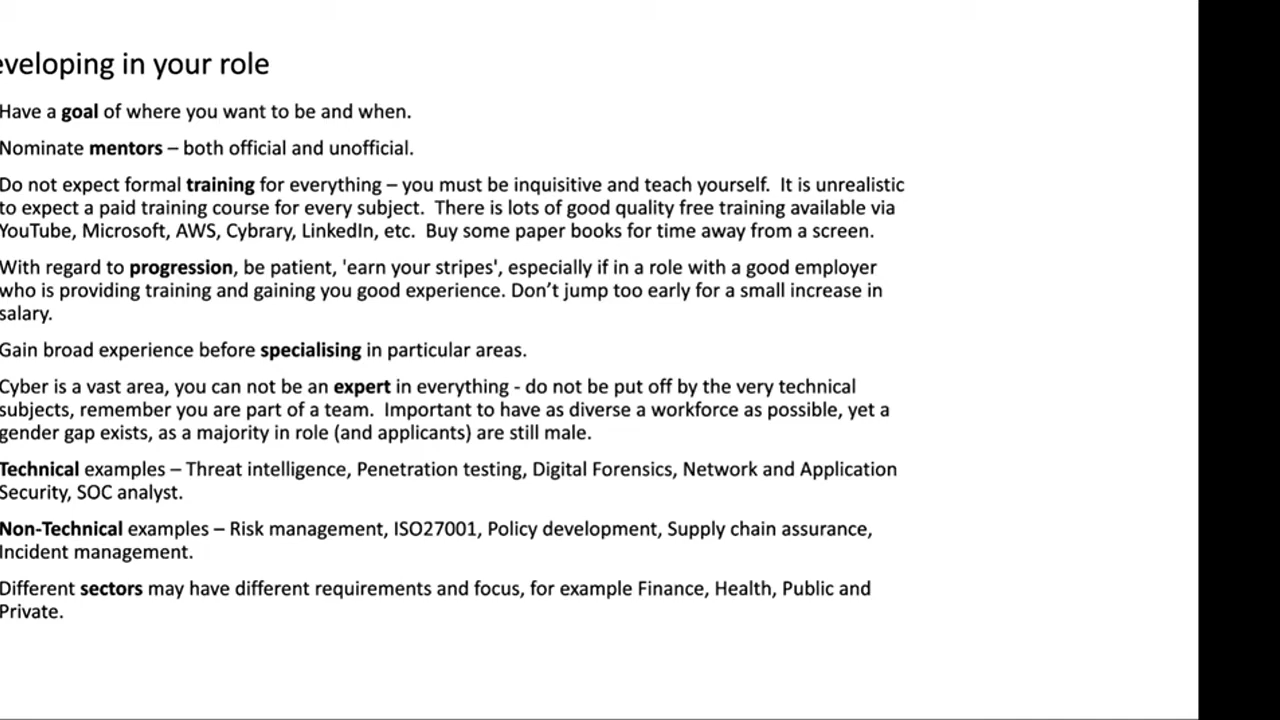 eveloping in your role
Have a goal of where you want to be and when.
Nominate mentors – both official and unofficial.
Do not expect formal training for everything – you must be inquisitive and teach yourself.  It is unrealistic
to expect a paid training course for every subject.  There is lots of good quality free training available via
YouTube, Microsoft, AWS, Cybrary, LinkedIn, etc.  Buy some paper books for time away from a screen.
With regard to progression, be patient, 'earn your stripes', especially if in a role with a good employer
who is providing training and gaining you good experience. Don’t jump too early for a small increase in
salary.
Gain broad experience before specialising in particular areas.
Cyber is a vast area, you can not be an expert in everything - do not be put off by the very technical
subjects, remember you are part of a team.  Important to have as diverse a workforce as possible, yet a
gender gap exists, as a majority in role (and applicants) are still male.
Technical examples – Threat intelligence, Penetration testing, Digital Forensics, Network and Application
Security, SOC analyst.
Non-Technical examples – Risk management, ISO27001, Policy development, Supply chain assurance,
Incident management.
Different sectors may have different requirements and focus, for example Finance, Health, Public and
Private.